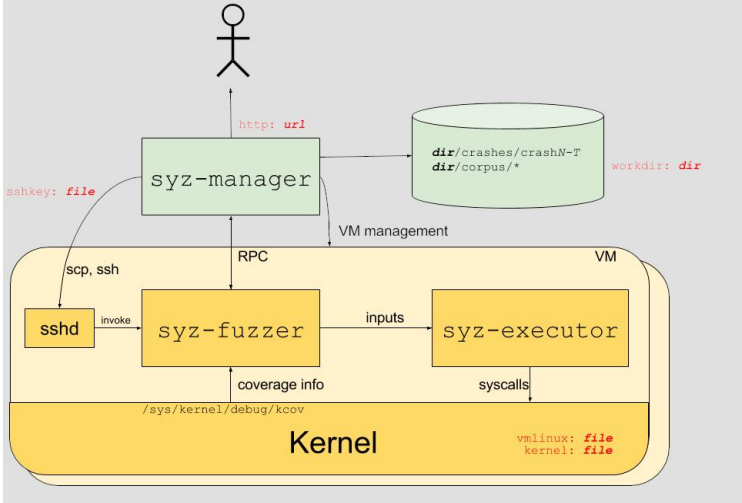 http: url
syz-manager
dir/crashes/crashN-T
dir/corpus/*
workdir: dir
sshkey: file
VM management
RPC
VM
scp, ssh
sshd
invoke
syz-fuzzer
inputs
syz-executor
coverage info
syscalls
/sys/kernel/debug/kcov
Kernel
vmlinux: file
kernel: file